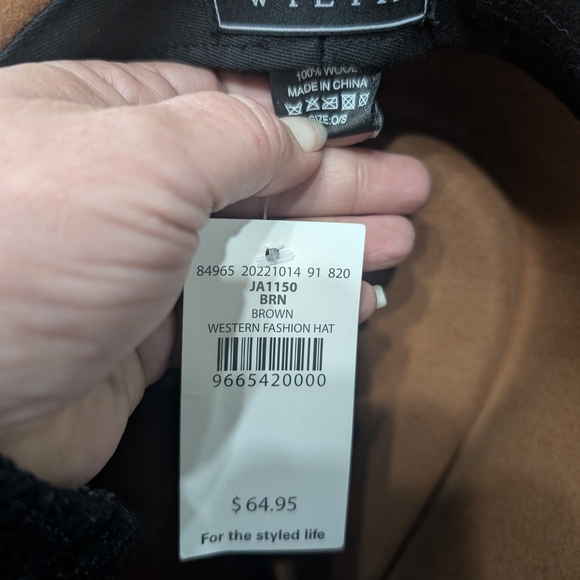 100% WOOL
MADE IN CHINA
SIZE:O/S
84965 20221014 91 820
JA1150
BRN
BROWN
WESTERN FASHION HAT
9665420000
$ 64.95
For the styled life